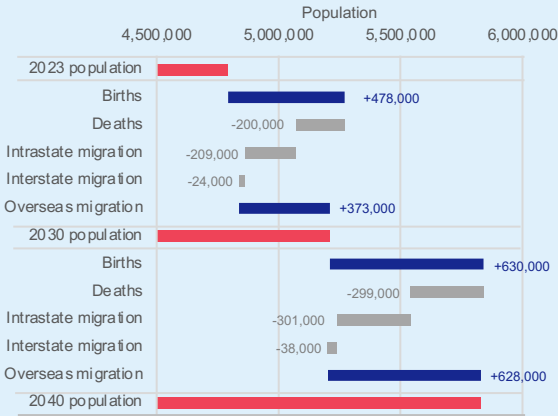 Population
4,500,000 5,000,000 5,500,000 6,000,000
2023 population
Births +478,000
Deaths -200,000
Intrastate migration -209,000
Interstate migration -24,000
Overseas migration +373,000
2030 population
Births +630,000
Deaths -299,000
Intrastate migration -301,000
Interstate migration -38,000
Overseas migration +628,000
2040 population